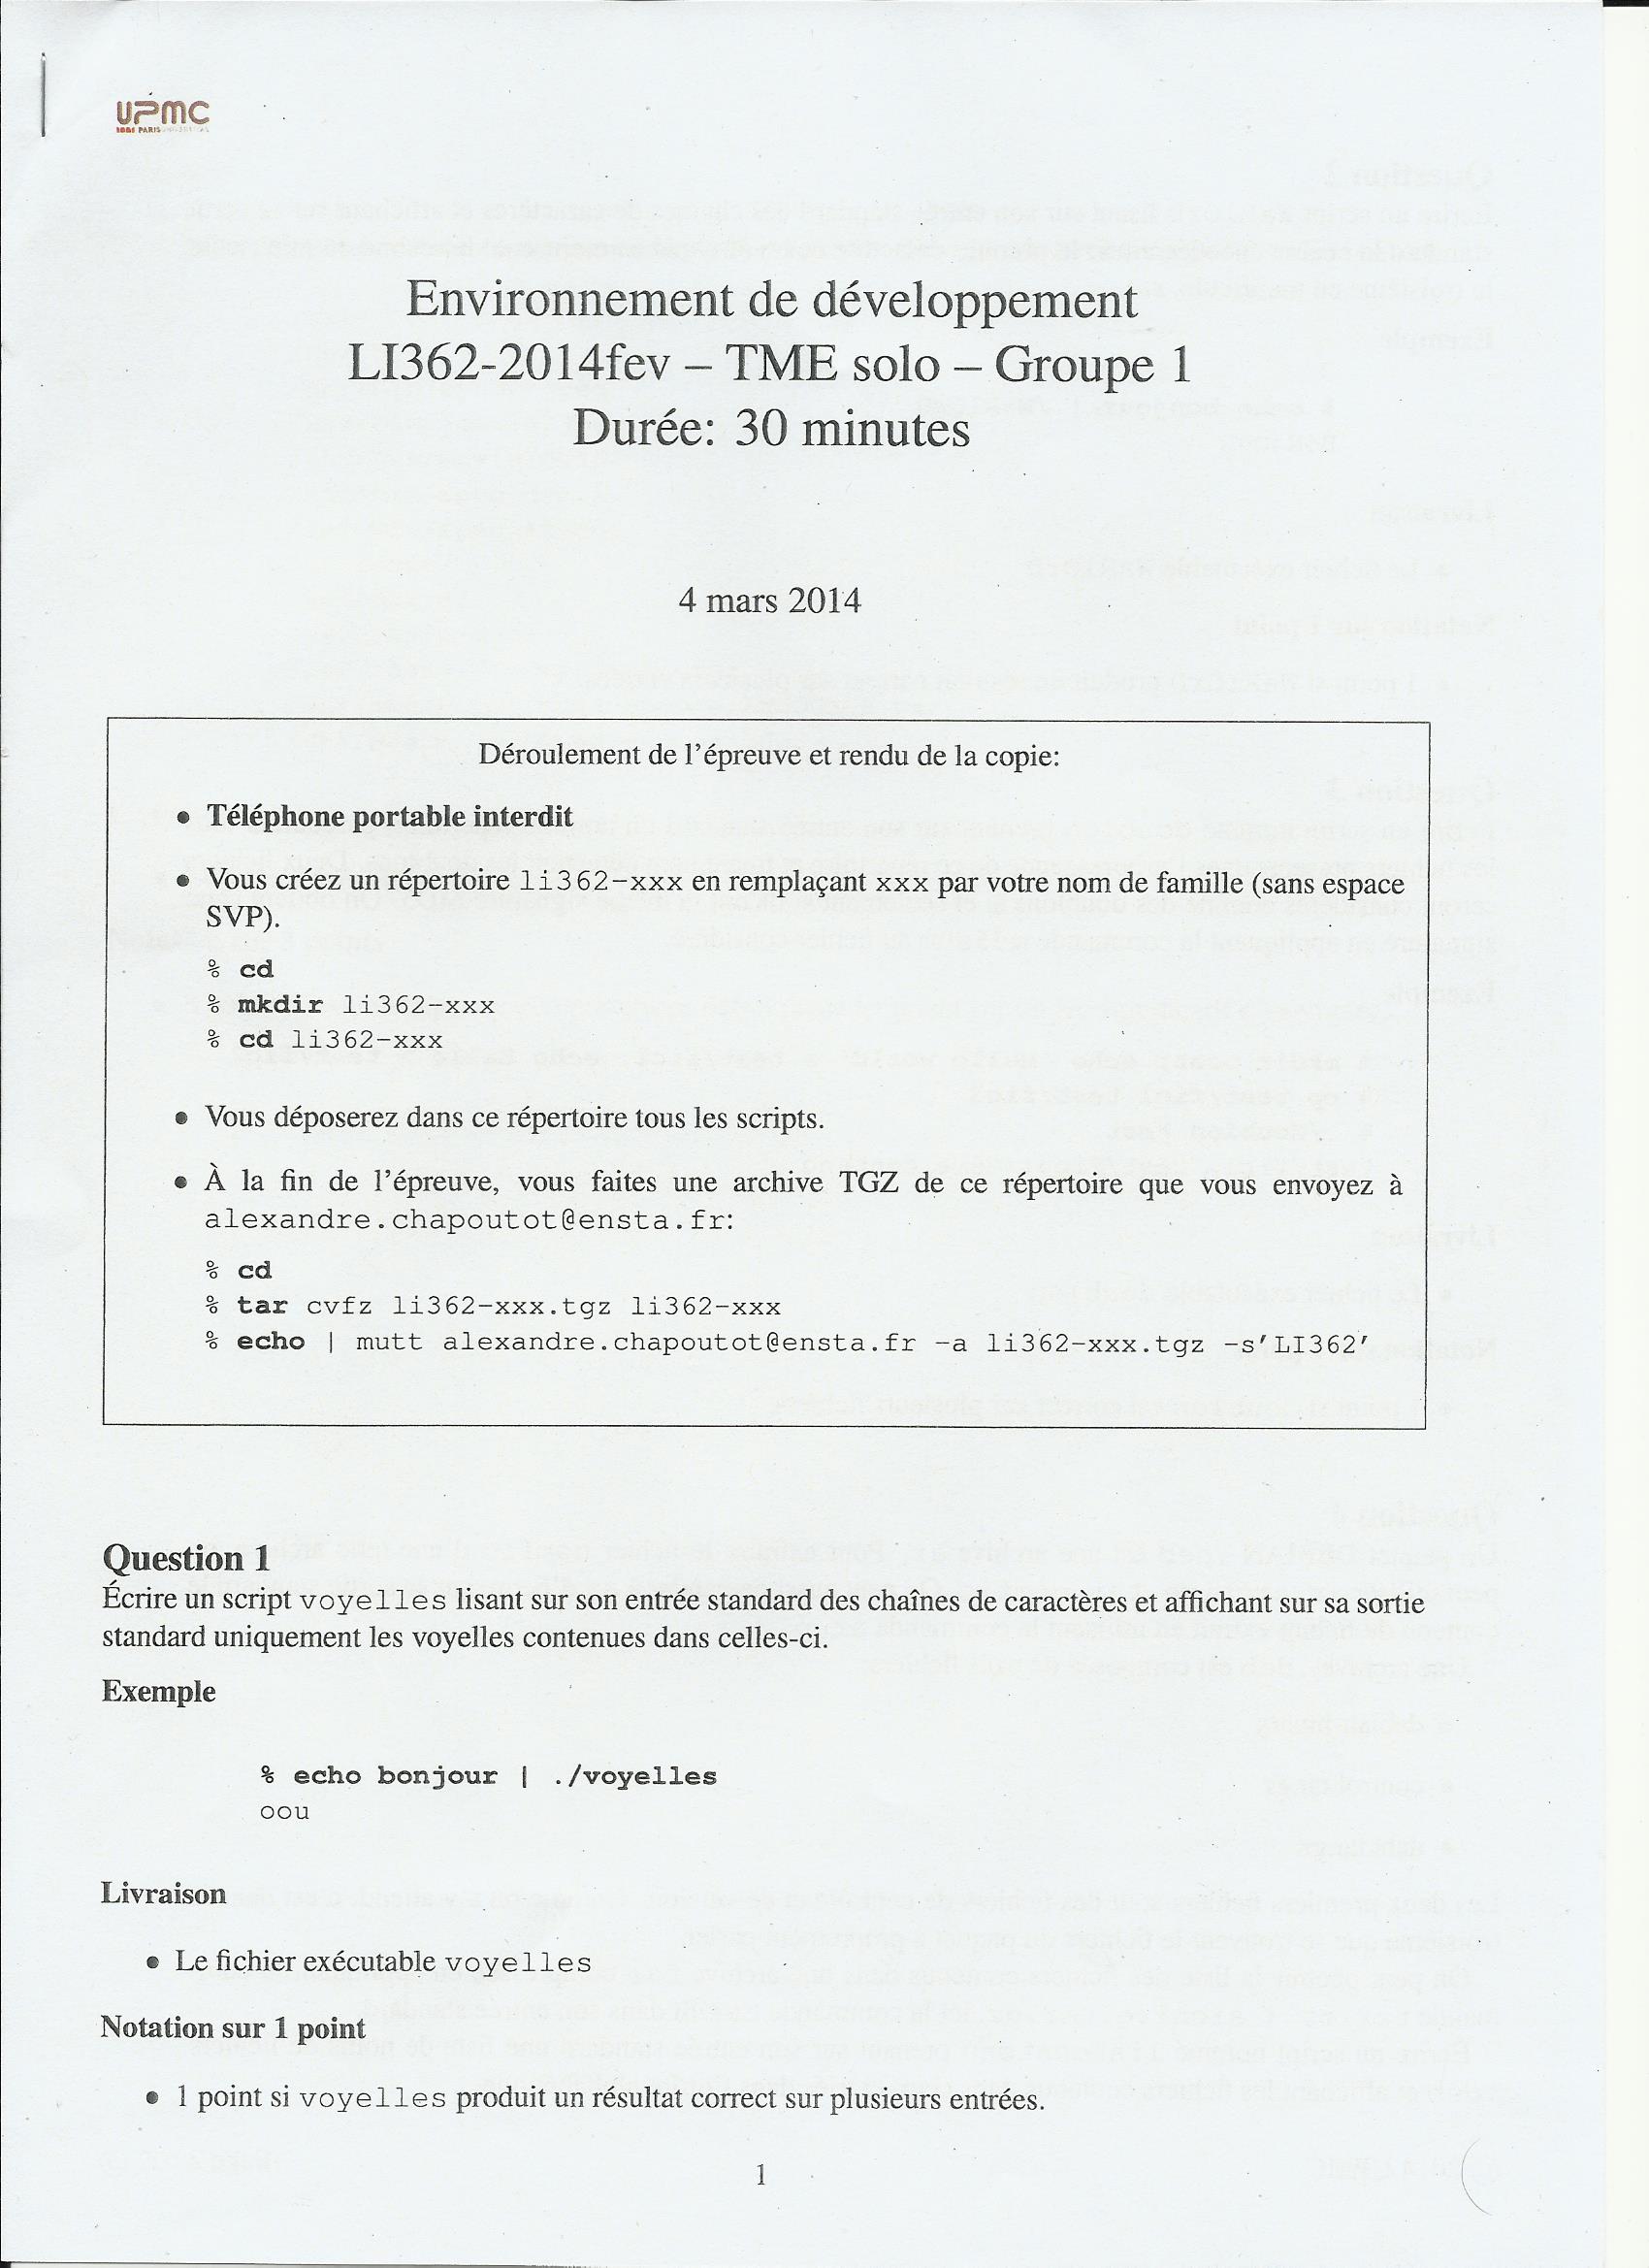 UPMC
Environnement de développement
LI362-2014fev – TME solo – Groupe 1
Durée: 30 minutes
4 mars 2014
Déroulement de l'épreuve et rendu de la copie:
• Téléphone portable interdit
• Vous créez un répertoire li362-xxx en remplaçant xxx par votre nom de famille (sans espace
SVP).
% cd
% mkdir li362-xxx
% cd li362-xxx
• Vous déposerez dans ce répertoire tous les scripts.
• À la fin de l'épreuve, vous faites une archive TGZ de ce répertoire que vous envoyez à
alexandre.chapoutot@ensta.fr:
% cd
% tar cvfz li362-xxx.tgz li362-xxx
% echo | mutt alexandre.chapoutot@ensta.fr -a li362-xxx.tgz -s'LI362'
Question 1
Écrire un script voyelles lisant sur son entrée standard des chaînes de caractères et affichant sur sa sortie
standard uniquement les voyelles contenues dans celles-ci.
Exemple
% echo bonjour | ./voyelles
oou
Livraison
• Le fichier exécutable voyelles
Notation sur 1 point
• 1 point si voyelles produit un résultat correct sur plusieurs entrées.
1